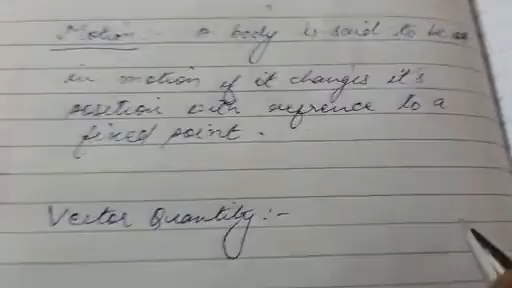 Motion - A body is said to be
in motion if it changes it's
position with refrence to a
fixed point.
Vector Quantity:-